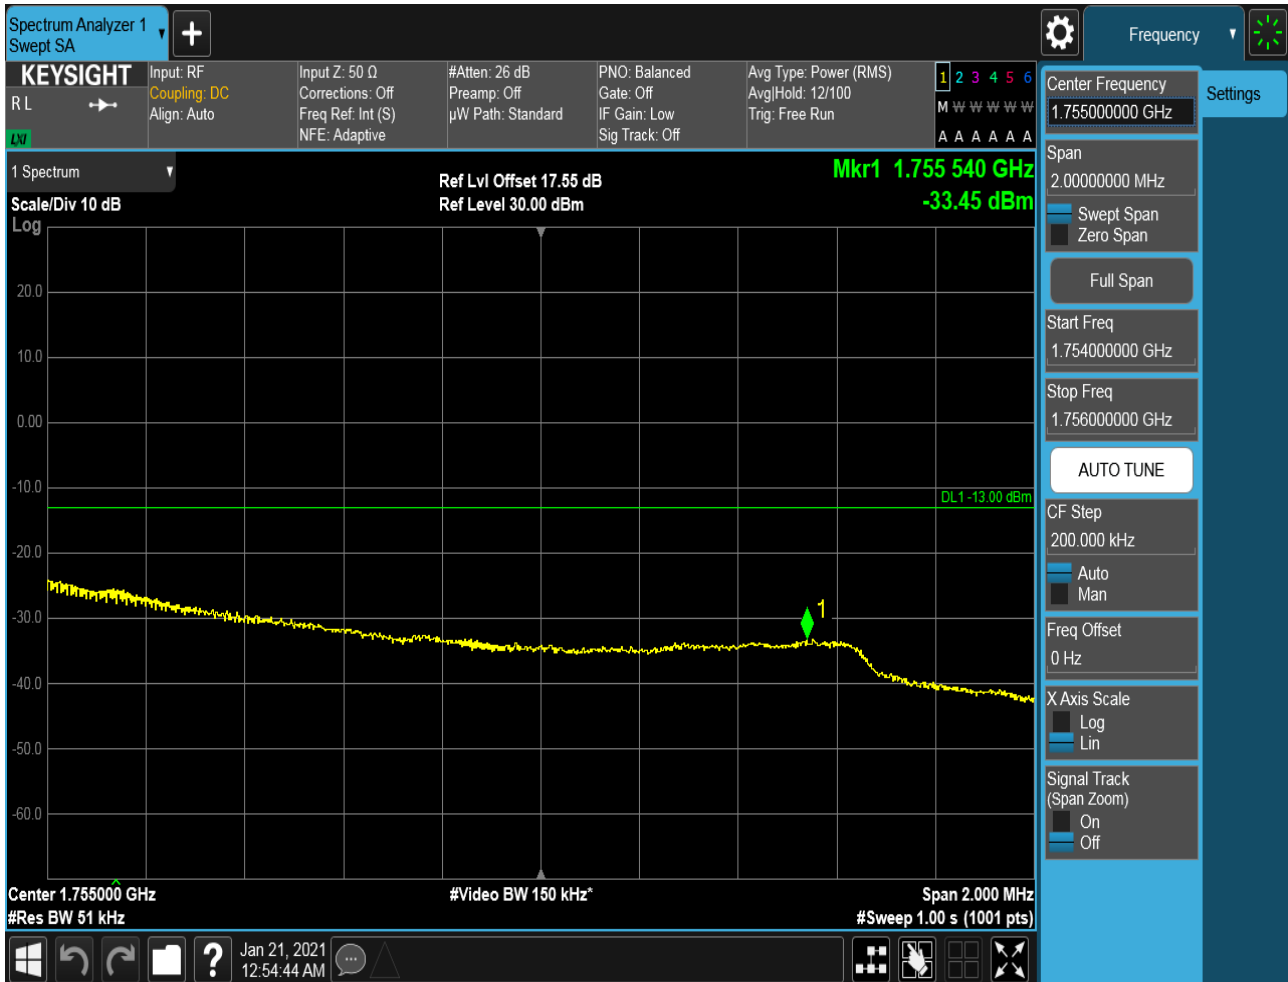 Spectrum Analyzer 1
Swept SA
Frequency
KEYSIGHT
R L
LXI
Input: RF
Coupling: DC
Align: Auto
Input Z: 50 Ω
Corrections: Off
Freq Ref: Int (S)
NFE: Adaptive
#Atten: 26 dB
Preamp: Off
µW Path: Standard
PNO: Balanced
Gate: Off
IF Gain: Low
Sig Track: Off
Avg Type: Power (RMS)
Avg|Hold: 12/100
Trig: Free Run
1 2 3 4 5 6
M W W W W W
A A A A A A
1 Spectrum
Scale/Div 10 dB
Log
Ref Lvl Offset 17.55 dB
Ref Level 30.00 dBm
Mkr1 1.755 540 GHz
-33.45 dBm
20.0
10.0
0.00
-10.0
DL1 -13.00 dBm
-20.0
-30.0
1
-40.0
-50.0
-60.0
Center 1.755000 GHz
#Res BW 51 kHz
#Video BW 150 kHz*
Span 2.000 MHz
#Sweep 1.00 s (1001 pts)
Jan 21, 2021
12:54:44 AM
Center Frequency
1.755000000 GHz
Settings
Span
2.00000000 MHz
Swept Span
Zero Span
Full Span
Start Freq
1.754000000 GHz
Stop Freq
1.756000000 GHz
AUTO TUNE
CF Step
200.000 kHz
Auto
Man
Freq Offset
0 Hz
X Axis Scale
Log
Lin
Signal Track
(Span Zoom)
On
Off